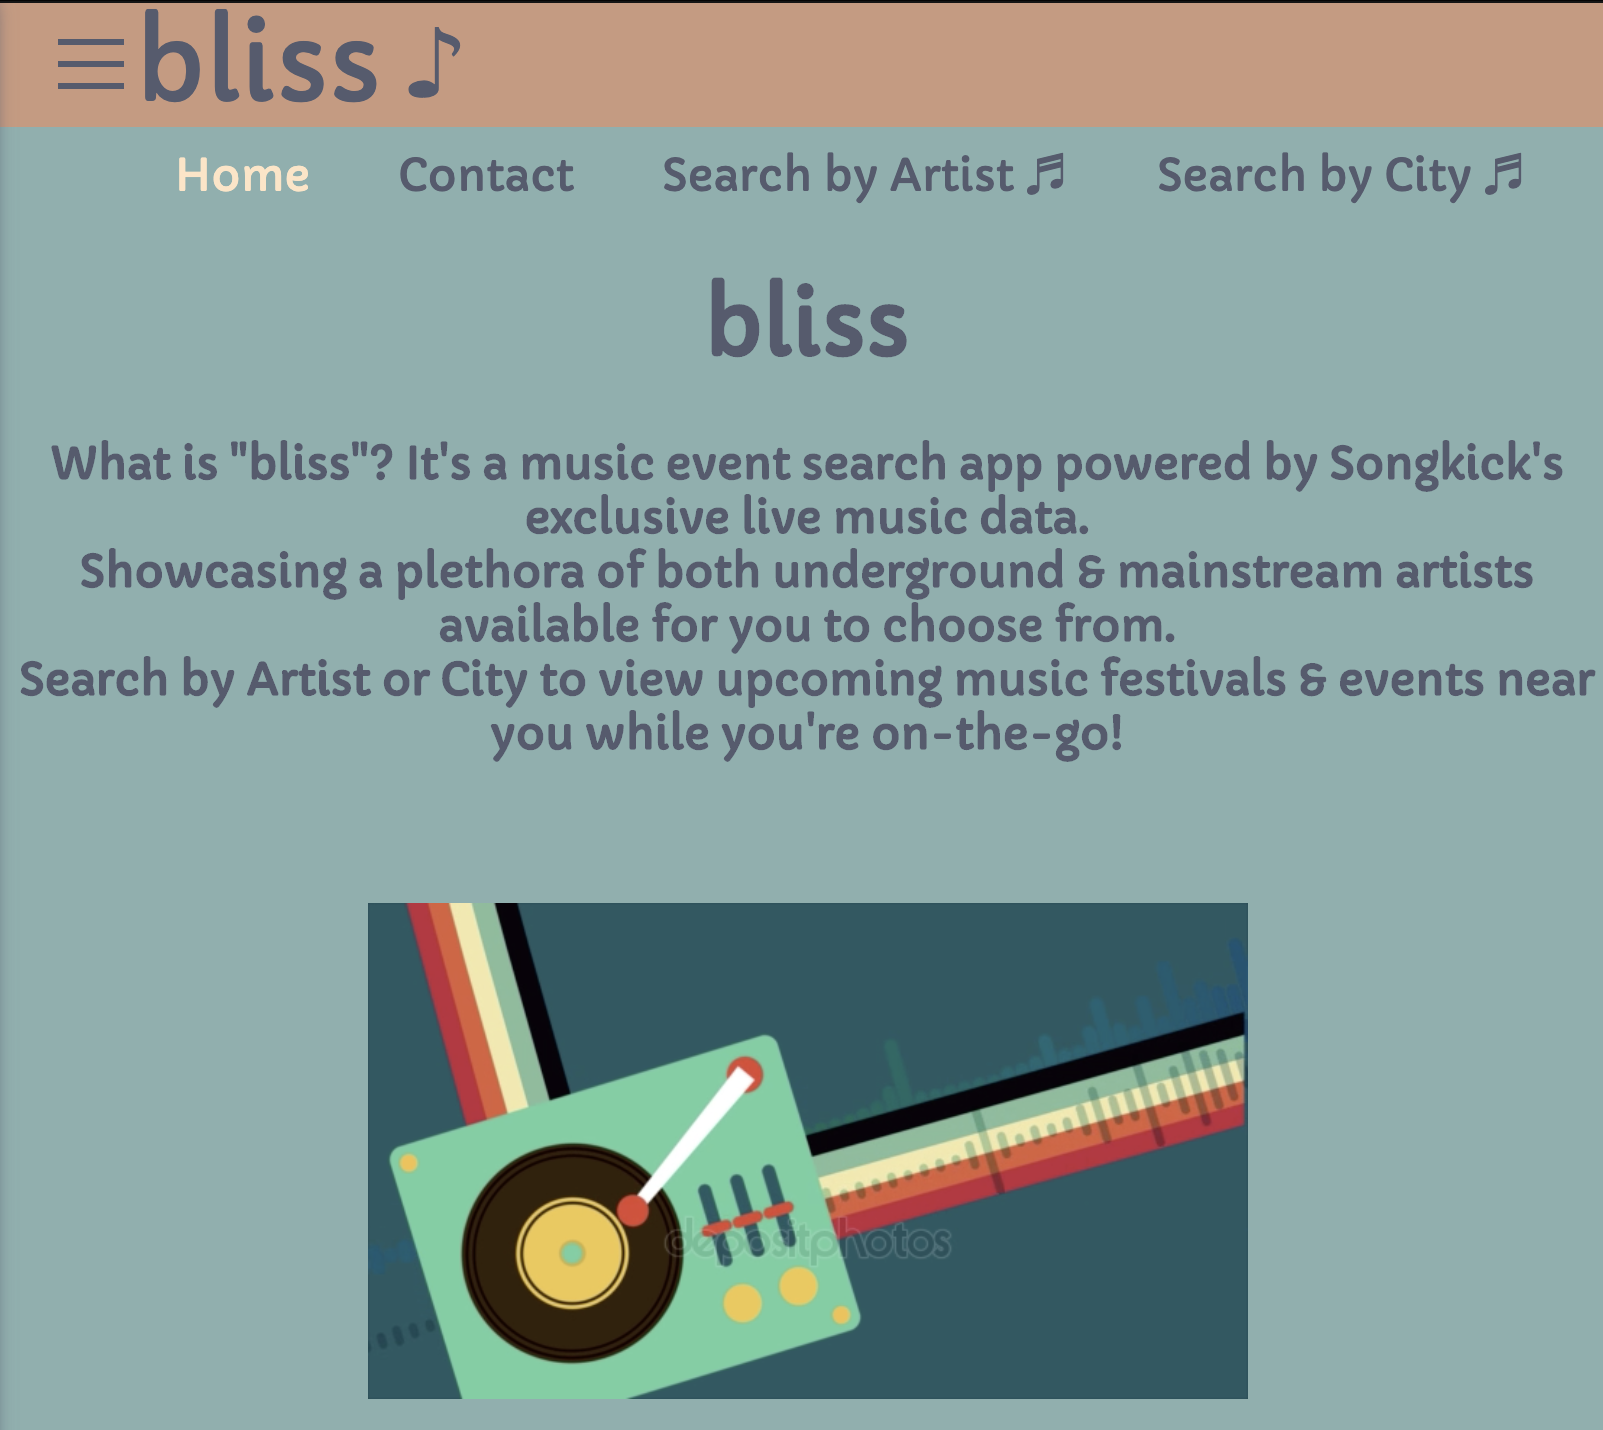 bliss ♪
Home Contact Search by Artist ♬ Search by City ♬
bliss
What is "bliss"? It's a music event search app powered by Songkick's
exclusive live music data.
Showcasing a plethora of both underground & mainstream artists
available for you to choose from.
Search by Artist or City to view upcoming music festivals & events near
you while you're on-the-go!
depositphotos